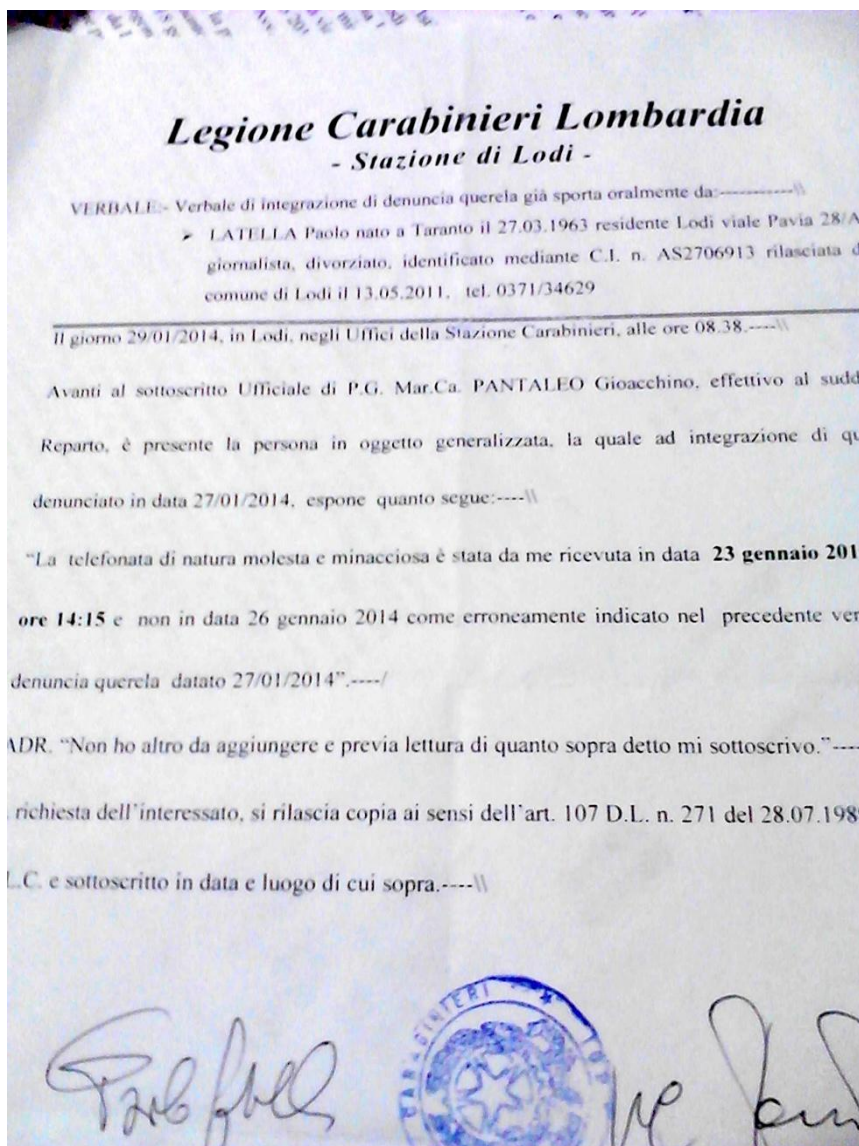 Legione Carabinieri Lombardia
- Stazione di Lodi -
VERBALE:- Verbale di integrazione di denuncia querela già sporta oralmente da:-----------\\
➢ LATELLA Paolo nato a Taranto il 27.03.1963 residente Lodi viale Pavia 28/A
giornalista, divorziato, identificato mediante C.I. n. AS2706913 rilasciata d
comune di Lodi il 13.05.2011, tel. 0371/34629
Il giorno 29/01/2014, in Lodi, negli Uffici della Stazione Carabinieri, alle ore 08.38.----\\
Avanti al sottoscritto Ufficiale di P.G. Mar.Ca. PANTALEO Gioacchino, effettivo al sudd
Reparto, è presente la persona in oggetto generalizzata, la quale ad integrazione di qu
denunciato in data 27/01/2014, espone quanto segue:----\\
“La telefonata di natura molesta e minacciosa è stata da me ricevuta in data 23 gennaio 201
ore 14:15 e non in data 26 gennaio 2014 come erroneamente indicato nel precedente ver
denuncia querela datato 27/01/2014”.----/
ADR. “Non ho altro da aggiungere e previa lettura di quanto sopra detto mi sottoscrivo.”----
richiesta dell’interessato, si rilascia copia ai sensi dell’art. 107 D.L. n. 271 del 28.07.198
L.C. e sottoscritto in data e luogo di cui sopra.----\\
CARABINIERI